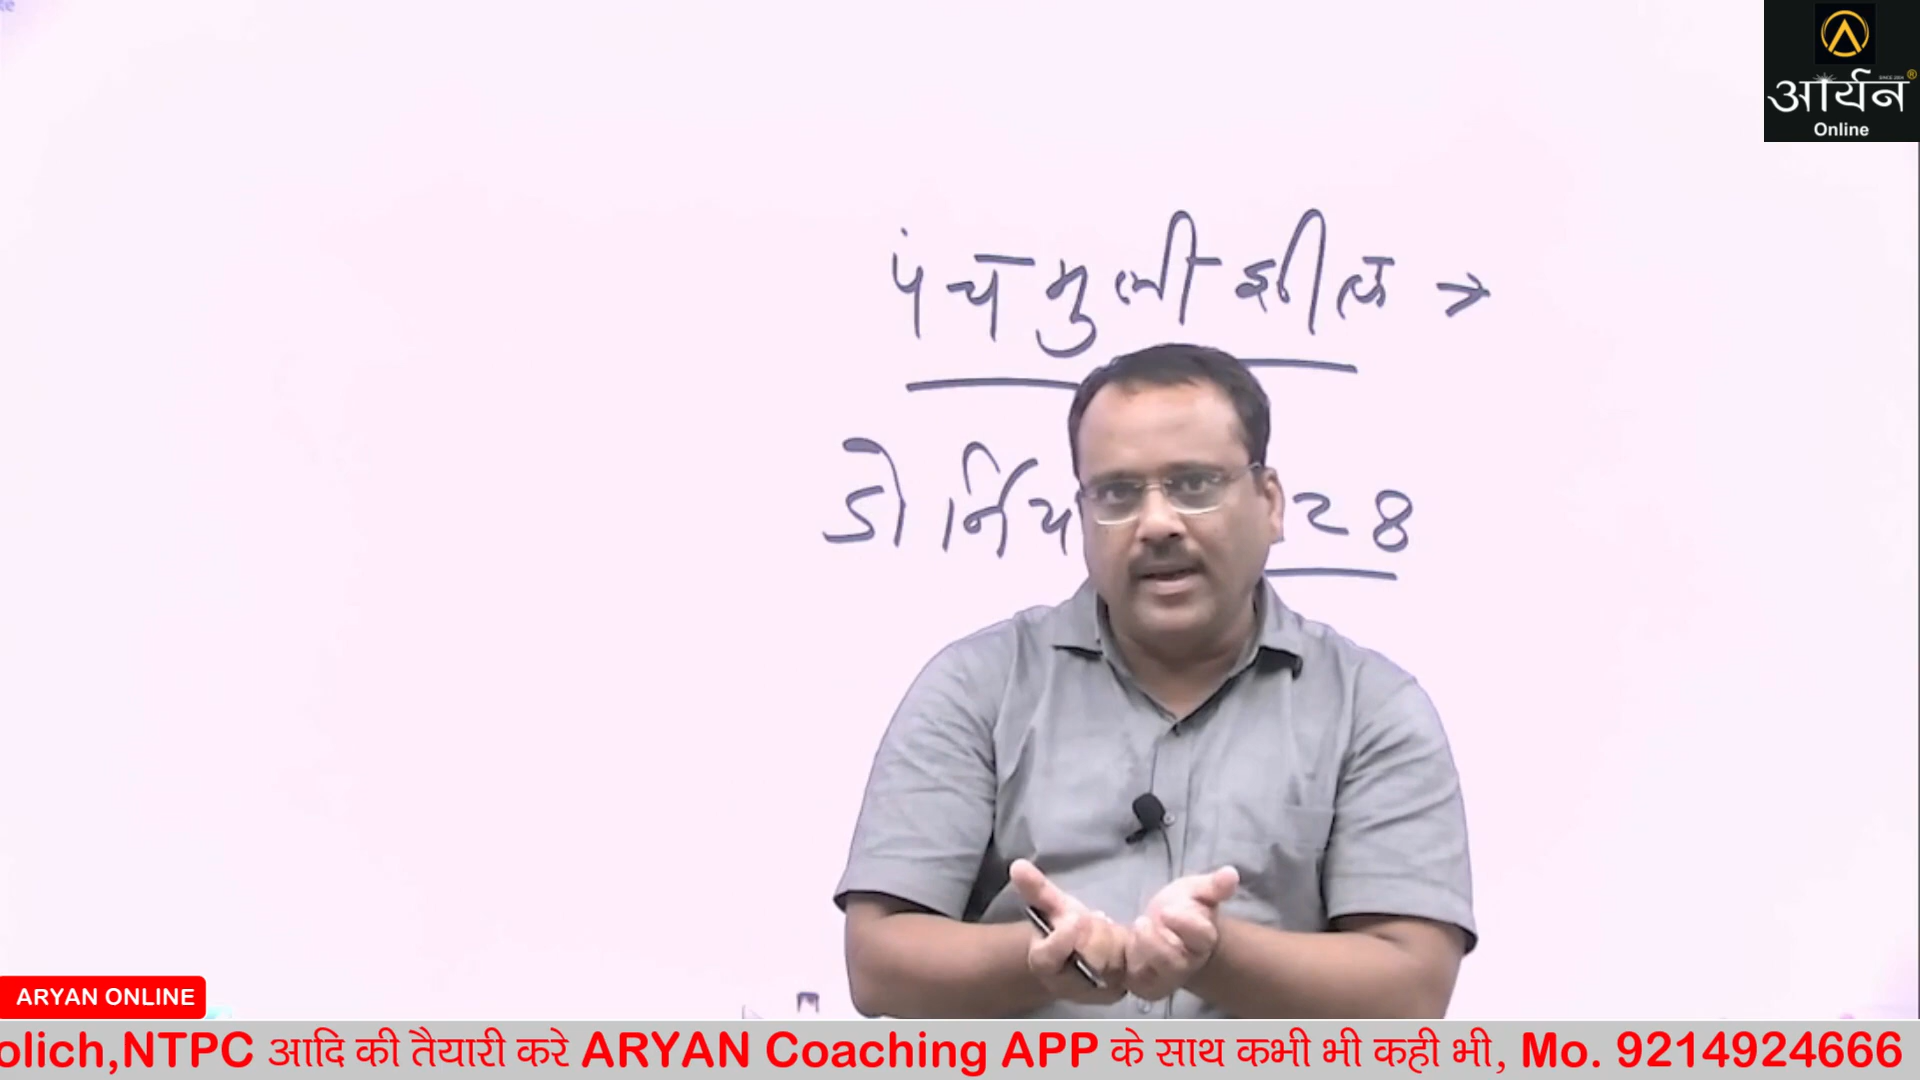 आर्यन
Online
पंचमुली झील →
डोर्निय 28
ARYAN ONLINE
olich,NTPC आदि की तैयारी करे ARYAN Coaching APP के साथ कभी भी कही भी, Mo. 9214924666